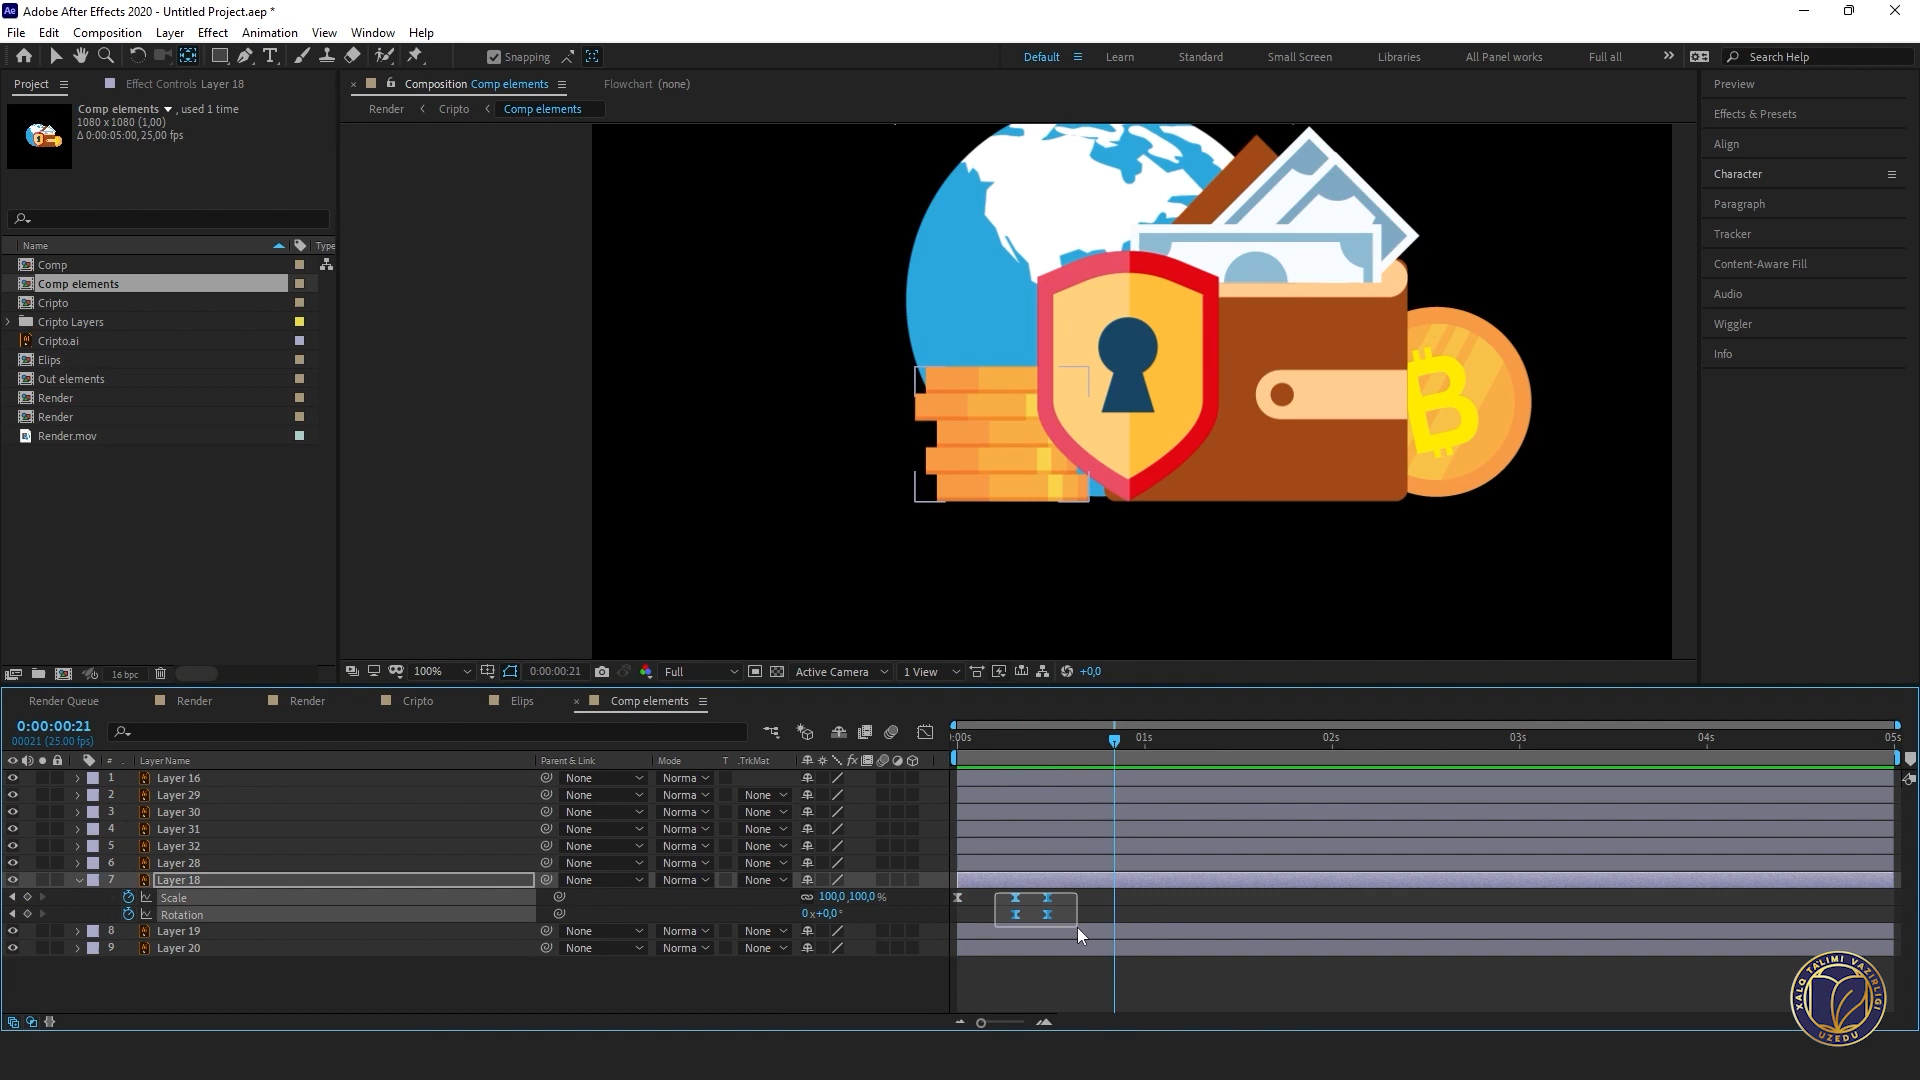 Adobe After Effects 2020 - Untitled Project.aep *
File Edit Composition Layer Effect Animation View Window Help
Snapping
Default Learn Standard Small Screen Libraries All Panel works Full all Search Help
Project Effect Controls Layer 18
Composition Comp elements Flowchart (none)
Render Cripto Comp elements
Comp elements , used 1 time
1080 x 1080 (1,00)
Δ 0:00:05:00, 25,00 fps
Name Type
Comp
Comp elements
Cripto
Cripto Layers
Cripto.ai
Elips
Out elements
Render
Render
Render.mov
Preview
Effects & Presets
Align
Character
Paragraph
Tracker
Content-Aware Fill
Audio
Wiggler
Info
16 bpc
100% 0:00:00:21 Full Active Camera 1 View +0,0
Render Queue Render Render Cripto Elips Comp elements
0:00:00:21
00021 (25.00 fps)
:00s 01s 02s 03s 04s 05s
# Layer Name Parent & Link Mode T .TrkMat
1 Layer 16 None Norma
2 Layer 29 None Norma None
3 Layer 30 None Norma None
4 Layer 31 None Norma None
5 Layer 32 None Norma None
6 Layer 28 None Norma None
7 Layer 18 None Norma None
Scale 100,0,100,0 %
Rotation 0x+0,0°
8 Layer 19 None Norma None
9 Layer 20 None Norma None
XALQ TA'LIMI VAZIRLIGI
UZEDU